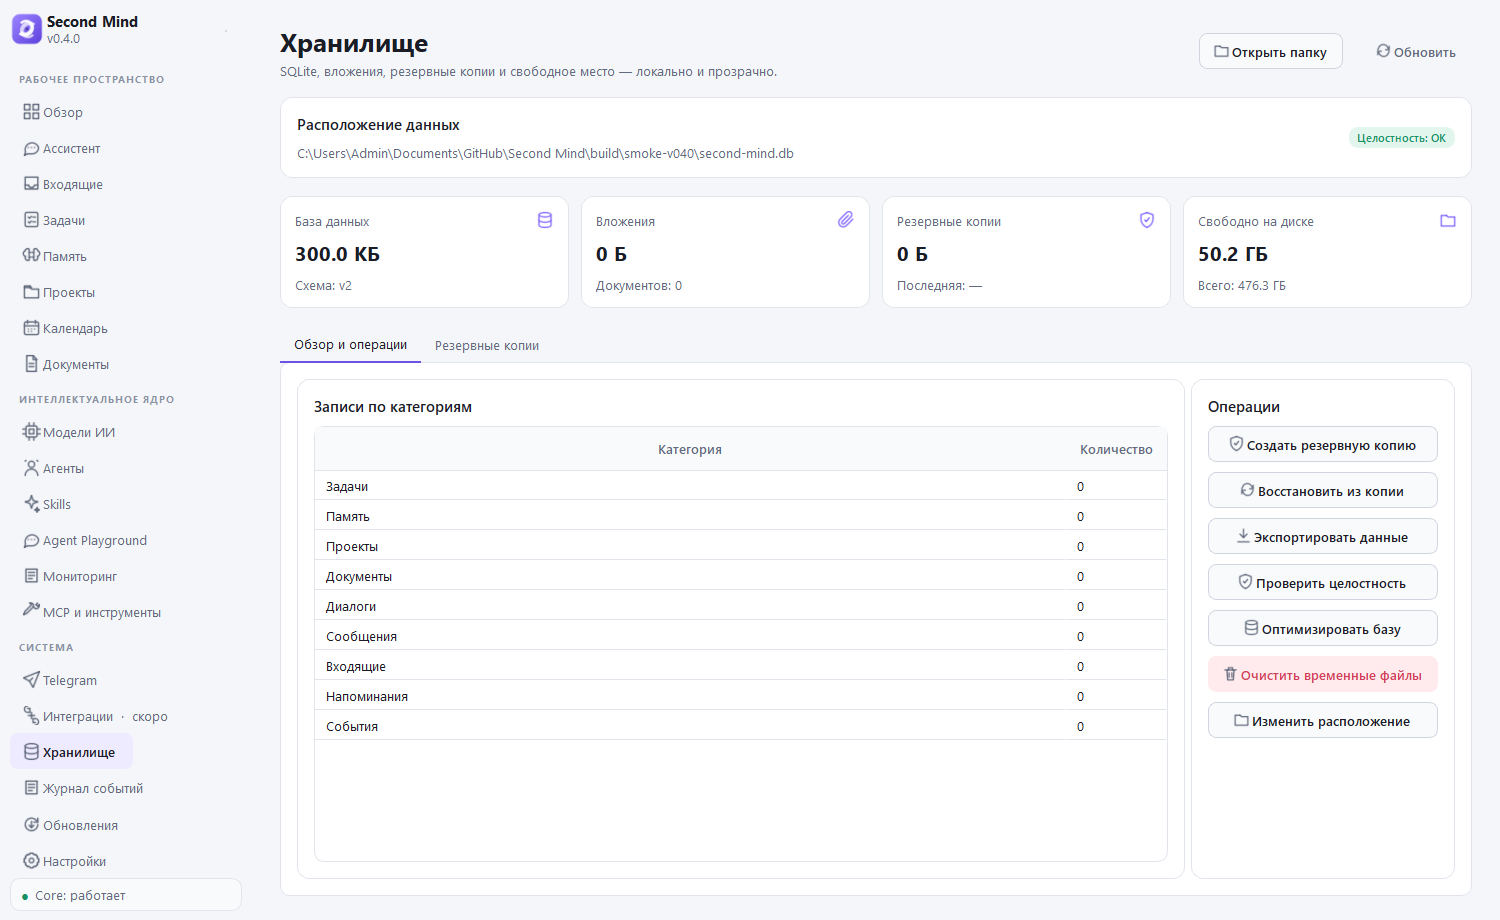 Second Mind
v0.4.0
РАБОЧЕЕ ПРОСТРАНСТВО
Обзор
Ассистент
Входящие
Задачи
Память
Проекты
Календарь
Документы
ИНТЕЛЛЕКТУАЛЬНОЕ ЯДРО
Модели ИИ
Агенты
Skills
Agent Playground
Мониторинг
MCP и инструменты
СИСТЕМА
Telegram
Интеграции · скоро
Хранилище
Журнал событий
Обновления
Настройки
Core: работает
Хранилище
SQLite, вложения, резервные копии и свободное место — локально и прозрачно.
Открыть папку
Обновить
Расположение данных
C:\Users\Admin\Documents\GitHub\Second Mind\build\smoke-v040\second-mind.db
Целостность: OK
База данных
300.0 КБ
Схема: v2
Вложения
0 Б
Документов: 0
Резервные копии
0 Б
Последняя: —
Свободно на диске
50.2 ГБ
Всего: 476.3 ГБ
Обзор и операции
Резервные копии
Записи по категориям
Категория Количество
Задачи 0
Память 0
Проекты 0
Документы 0
Диалоги 0
Сообщения 0
Входящие 0
Напоминания 0
События 0
Операции
Создать резервную копию
Восстановить из копии
Экспортировать данные
Проверить целостность
Оптимизировать базу
Очистить временные файлы
Изменить расположение